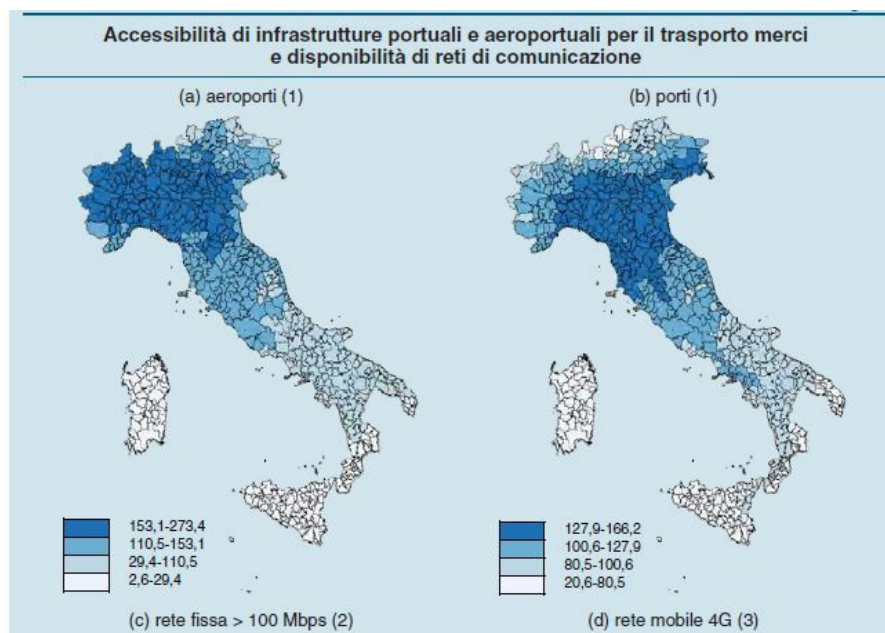 Accessibilità di infrastrutture portuali e aeroportuali per il trasporto merci
e disponibilità di reti di comunicazione
(a) aeroporti (1)
(b) porti (1)
153,1-273,4
110,5-153,1
29,4-110,5
2,6-29,4
127,9-166,2
100,6-127,9
80,5-100,6
20,6-80,5
(c) rete fissa > 100 Mbps (2)
(d) rete mobile 4G (3)